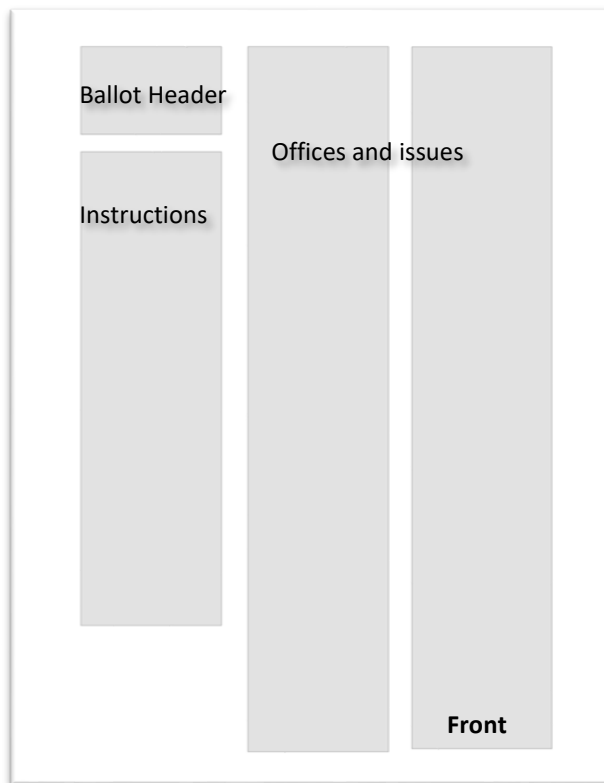 Ballot Header
Instructions
Offices and issues
Front